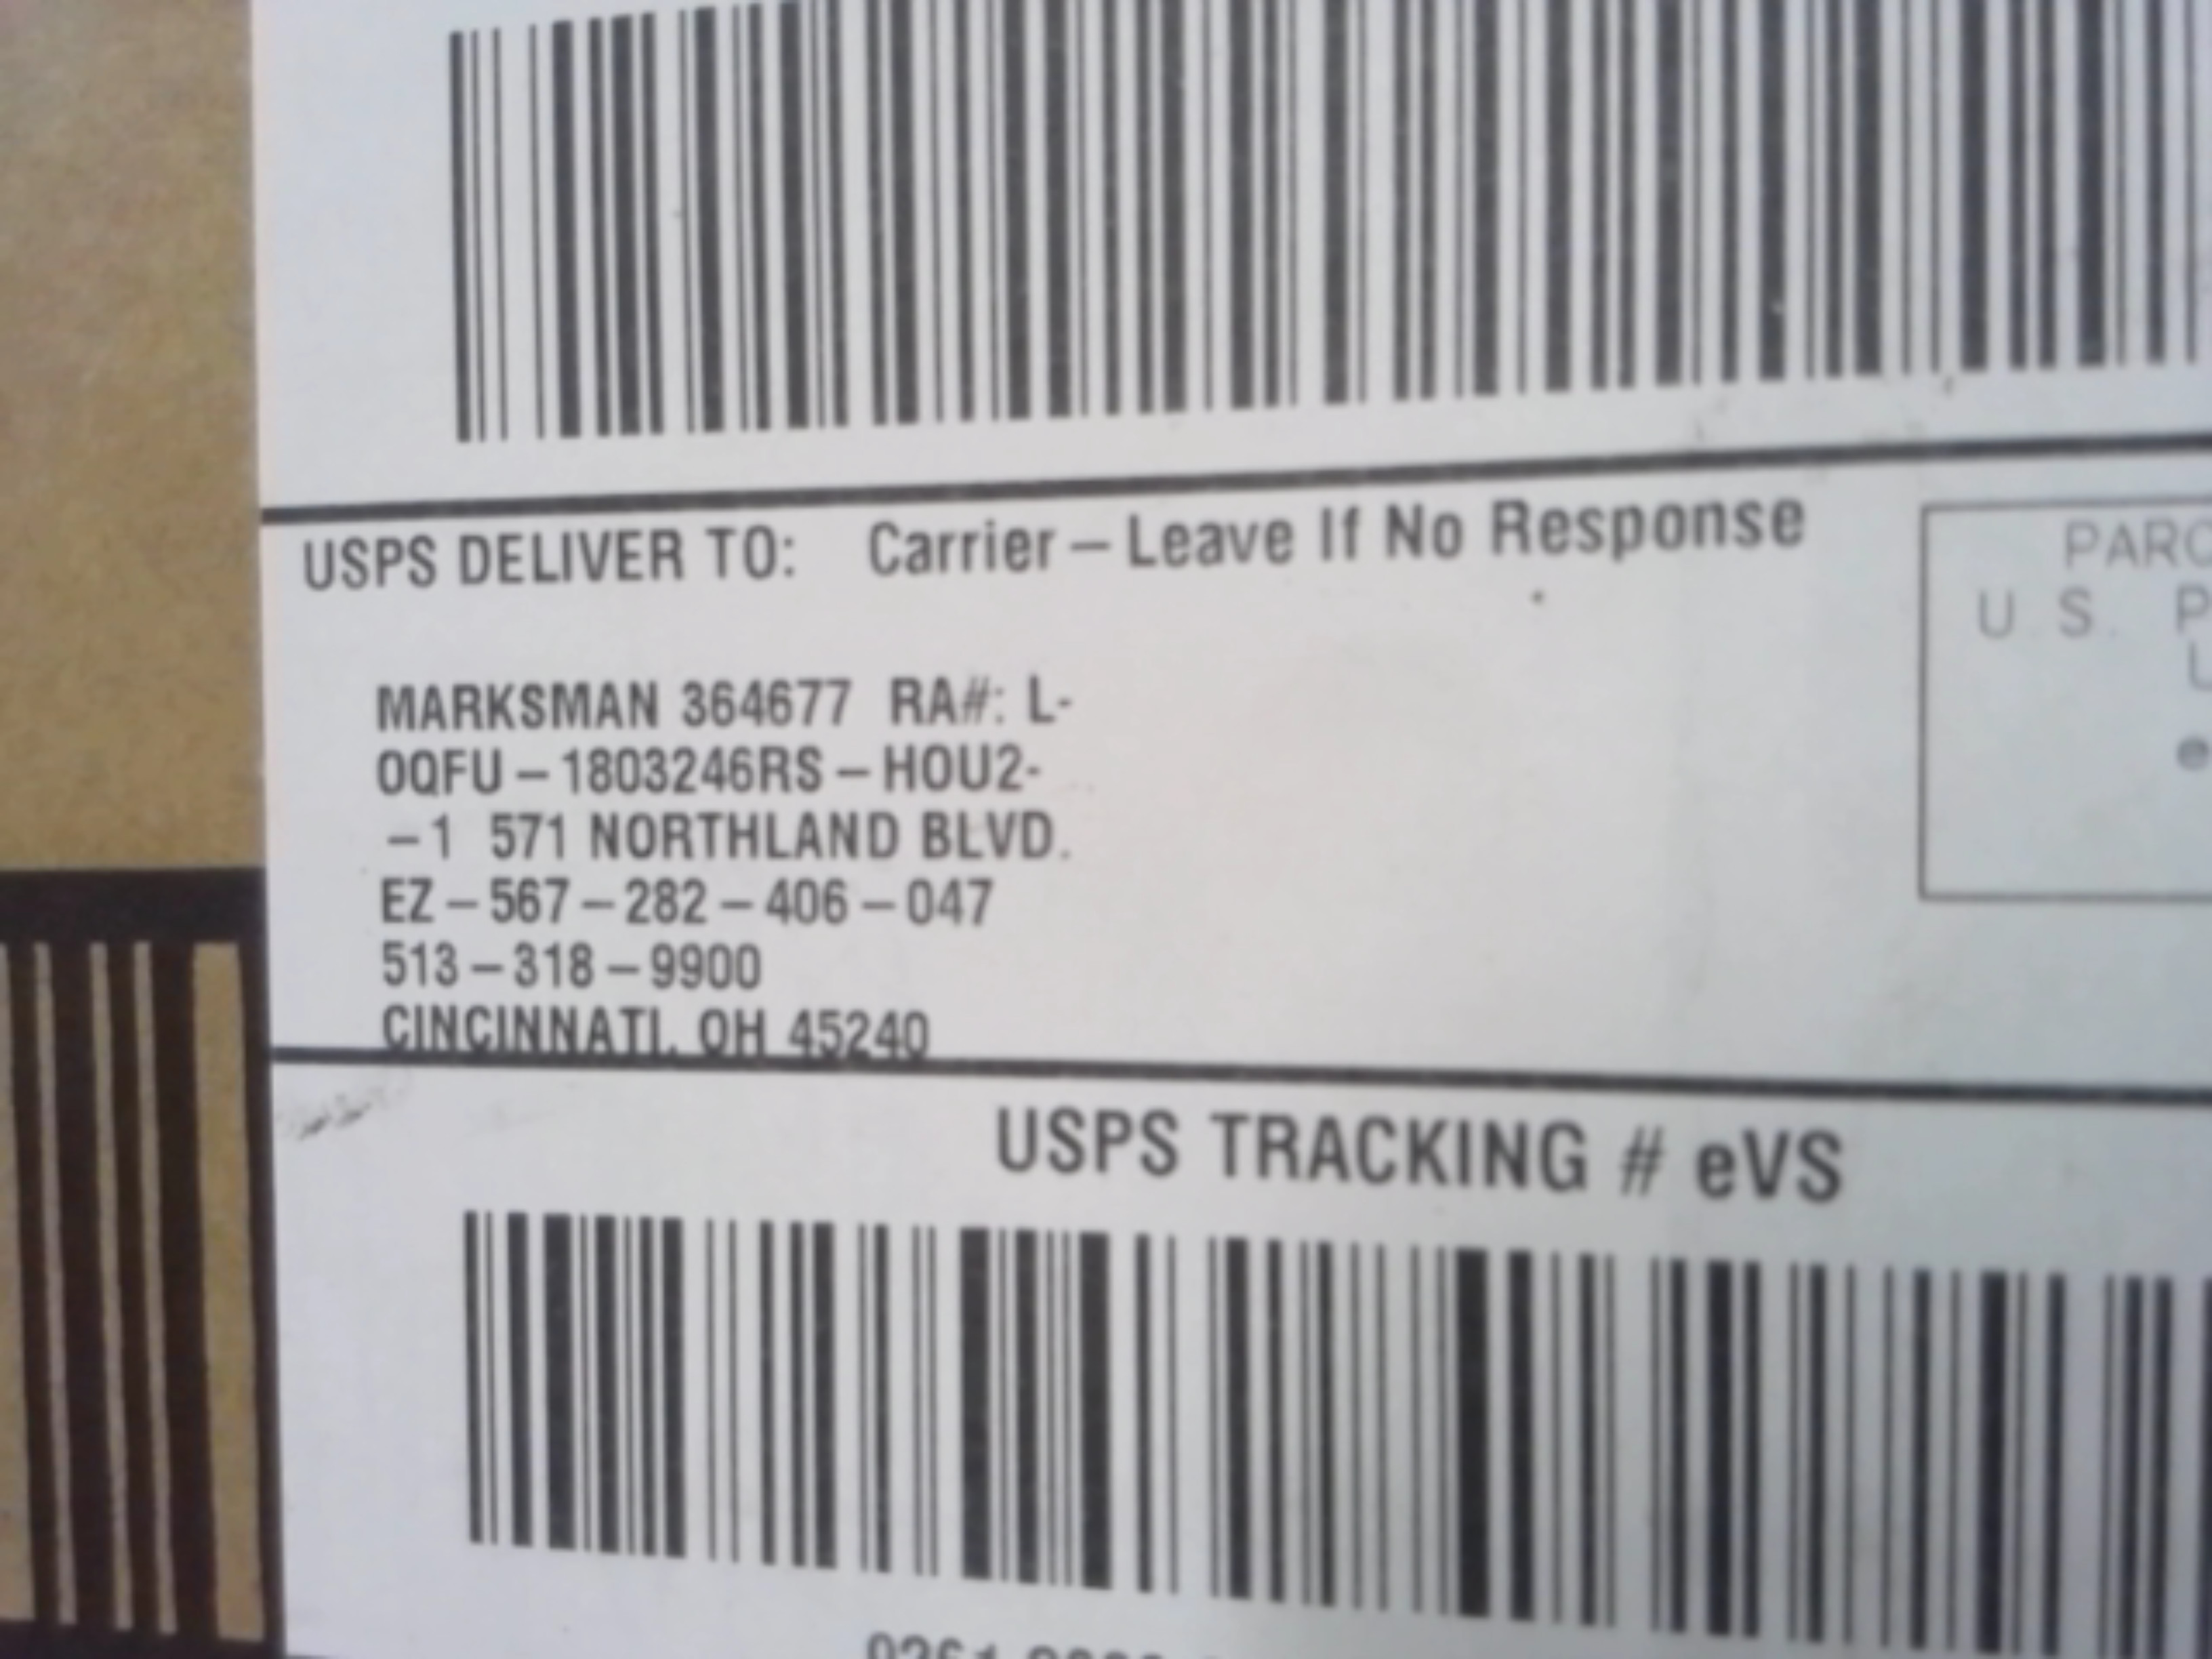 USPS DELIVER TO: Carrier – Leave If No Response
MARKSMAN 364677 RA#: L-
0QFU – 1803246RS – HOU2-
– 1 571 NORTHLAND BLVD.
EZ – 567 – 282 – 406 – 047
513 – 318 – 9900
CINCINNATI, OH 45240
U.S. P
e
USPS TRACKING # eVS